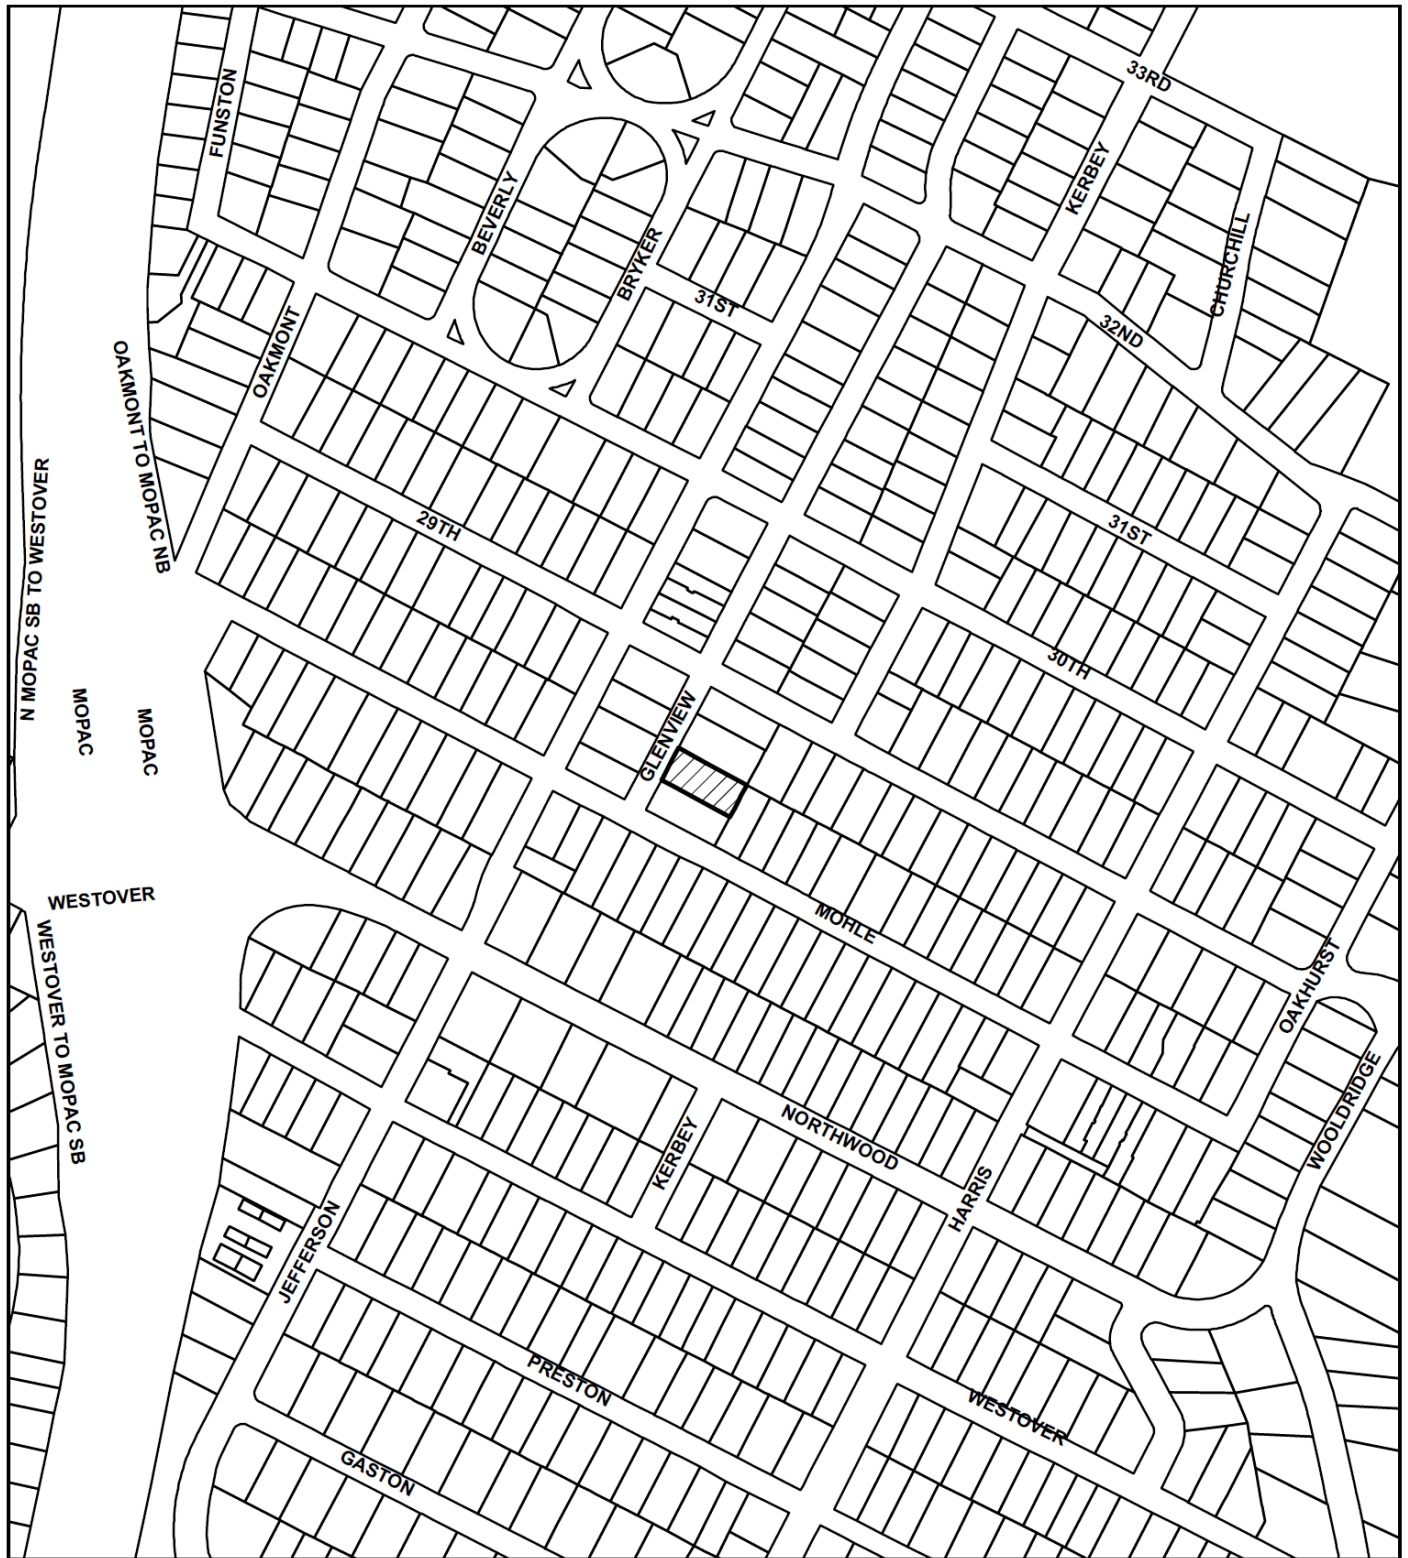 33RD
FUNSTON
KERBEY
BEVERLY
CHURCHILL
BRYKER
31ST
32ND
OAKMONT
OAKMONT TO MOPAC NB
N MOPAC SB TO WESTOVER
29TH
31ST
30TH
MOPAC
MOPAC
GLENVIEW
WESTOVER
MOHLE
WESTOVER TO MOPAC SB
OAKHURST
WOOLDRIDGE
NORTHWOOD
KERBEY
HARRIS
JEFFERSON
PRESTON
WESTOVER
GASTON